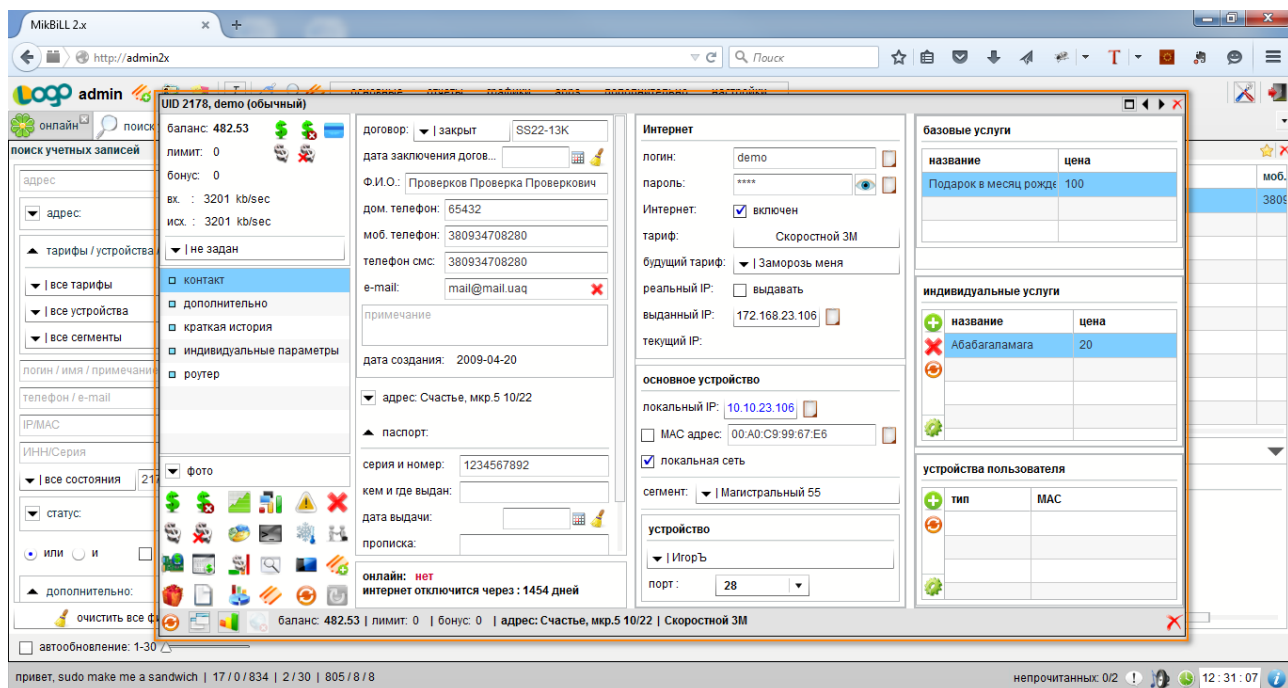 MikBiLL 2.x
http://admin2x
Поиск
LOGO admin
UID 2178, demo (обычный)
онлайн
поиск
поиск учетных записей
адрес
адрес:
тарифы / устройства
все тарифы
все устройства
все сегменты
логин / имя / примечание
телефон / e-mail
IP/MAC
ИНН/Серия
все состояния 217
статус:
или и
дополнительно:
очистить все
автообновление: 1-30
баланс: 482.53
лимит: 0
бонус: 0
вх. : 3201 kb/sec
исх. : 3201 kb/sec
не задан
контакт
дополнительно
краткая история
индивидуальные параметры
роутер
фото
договор: закрыт SS22-13K
дата заключения догов...
Ф.И.О.: Проверков Проверка Проверкович
дом. телефон: 65432
моб. телефон: 380934708280
телефон смс: 380934708280
e-mail: mail@mail.uaq
примечание
дата создания: 2009-04-20
адрес: Счастье, мкр.5 10/22
паспорт:
серия и номер: 1234567892
кем и где выдан:
дата выдачи:
прописка:
онлайн: нет
интернет отключится через : 1454 дней
Интернет
логин: demo
пароль: ****
Интернет: включен
тариф: Скоростной 3М
будущий тариф: Заморозь меня
реальный IP: выдавать
выданный IP: 172.168.23.106
текущий IP:
основное устройство
локальный IP: 10.10.23.106
MAC адрес: 00:A0:C9:99:67:E6
локальная сеть
сегмент: Магистральный 55
устройство
ИгорЪ
порт : 28
базовые услуги
название цена
Подарок в месяц рожде 100
индивидуальные услуги
название цена
Абабагаламага 20
устройства пользователя
тип MAC
моб.
3809
баланс: 482.53 | лимит: 0 | бонус: 0 | адрес: Счастье, мкр.5 10/22 | Скоростной 3М
привет, sudo make me a sandwich | 17 / 0 / 834 | 2 / 30 | 805 / 8 / 8
непрочитанных: 0/2 12 : 31 : 07